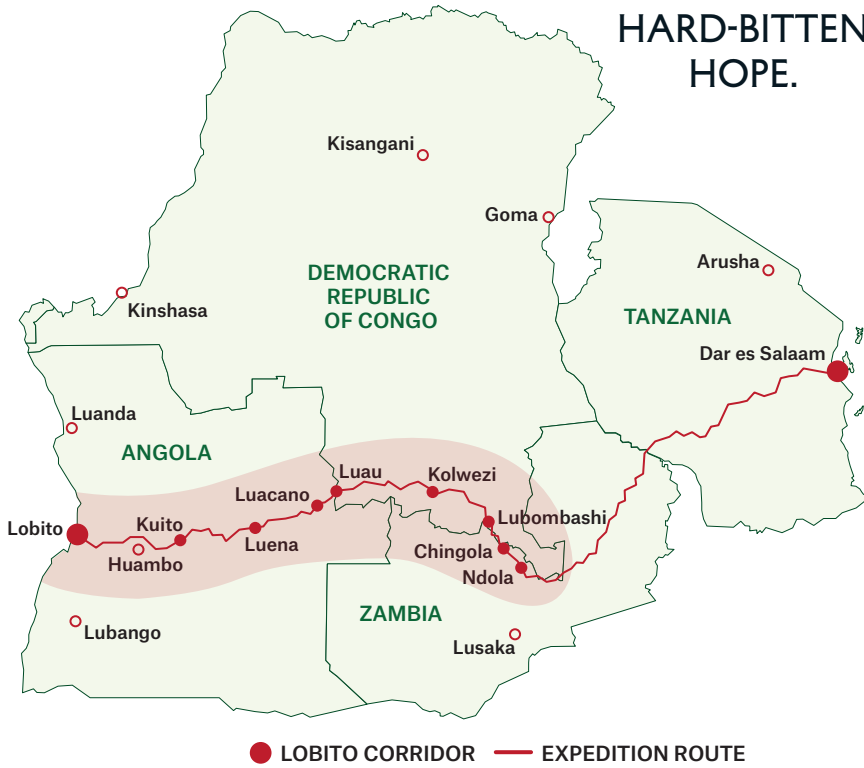 HARD-BITTEN
HOPE.
Kisangani
Goma
Arusha
DEMOCRATIC
REPUBLIC
OF CONGO
Kinshasa
TANZANIA
Dar es Salaam
Luanda
ANGOLA
Luau
Kolwezi
Luacano
Lubombashi
Lobito
Kuito
Luena
Chingola
Huambo
Ndola
ZAMBIA
Lubango
Lusaka
LOBITO CORRIDOR
EXPEDITION ROUTE